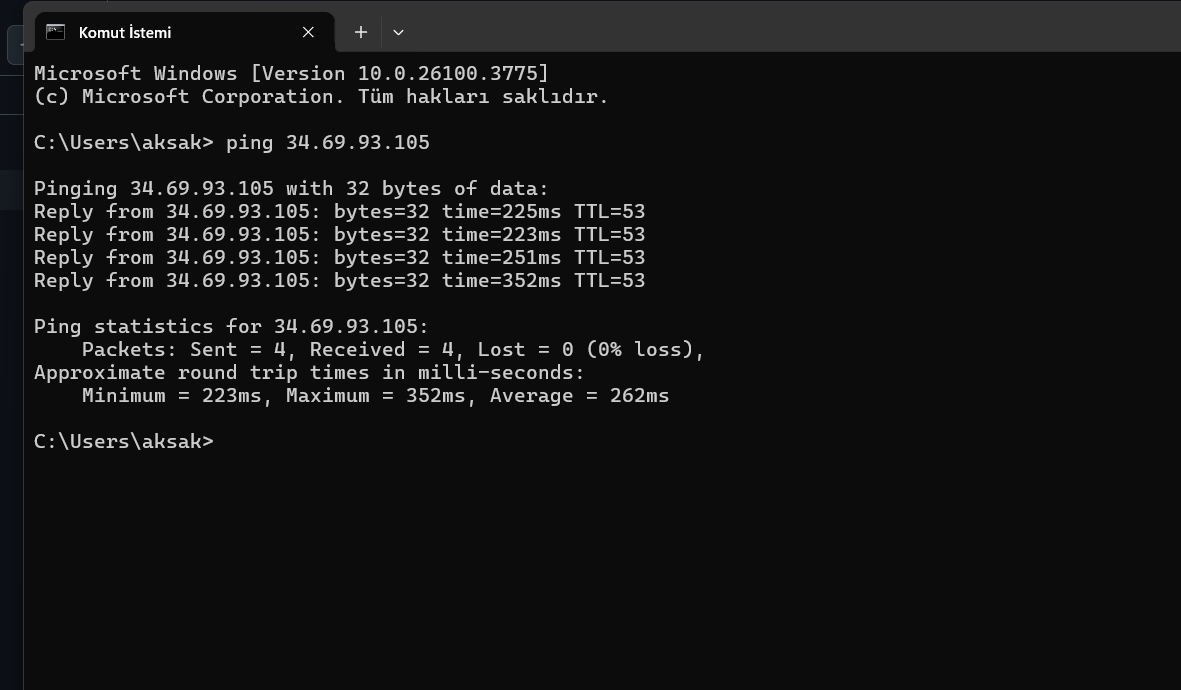 Komut İstemi
Microsoft Windows [Version 10.0.26100.3775]
(c) Microsoft Corporation. Tüm hakları saklıdır.
C:\Users\aksak> ping 34.69.93.105
Pinging 34.69.93.105 with 32 bytes of data:
Reply from 34.69.93.105: bytes=32 time=225ms TTL=53
Reply from 34.69.93.105: bytes=32 time=223ms TTL=53
Reply from 34.69.93.105: bytes=32 time=251ms TTL=53
Reply from 34.69.93.105: bytes=32 time=352ms TTL=53
Ping statistics for 34.69.93.105:
    Packets: Sent = 4, Received = 4, Lost = 0 (0% loss),
Approximate round trip times in milli-seconds:
    Minimum = 223ms, Maximum = 352ms, Average = 262ms
C:\Users\aksak>